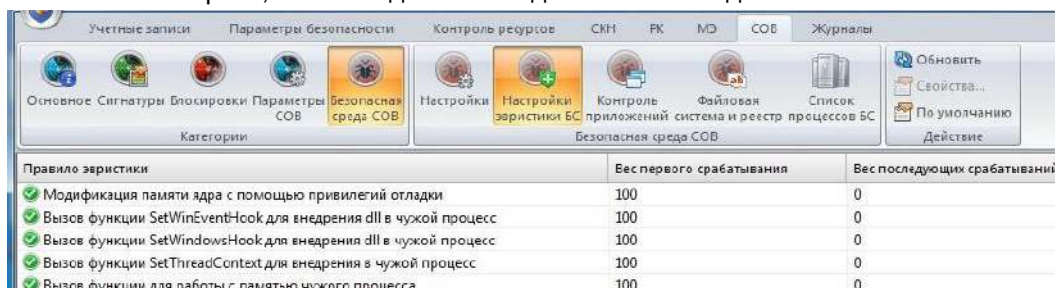 Учетные записи Параметры безопасности Контроль ресурсов СКН РК МЭ СОВ Журналы
Основное Сигнатуры Блокировки Параметры СОВ Безопасная среда СОВ
Категории
Настройки Настройки эвристики БС Контроль приложений Файловая система и реестр Список процессов БС
Безопасная среда СОВ
Обновить
Свойства...
По умолчанию
Действие
Правило эвристики Вес первого срабатывания Вес последующих срабатываний
Модификация памяти ядра с помощью привилегий отладки 100 0
Вызов функции SetWinEventHook для внедрения dll в чужой процесс 100 0
Вызов функции SetWindowsHook для внедрения dll в чужой процесс 100 0
Вызов функции SetThreadContext для внедрения в чужой процесс 100 0
Вызов функции для работы с памятью чужого процесса 100 0